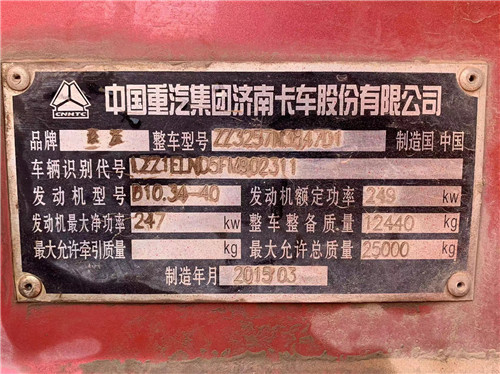 CNHTC
中国重汽集团济南卡车股份有限公司
品牌 整车型号 ZZ3257N3847D1 制造国 中国
车辆识别代号
发动机型号 D10.34-40 发动机额定功率 249 kw
发动机最大净功率 247 kw 整车整备质量 12440 kg
最大允许牵引质量 kg 最大允许总质量 25000 kg
制造年月 2015/03